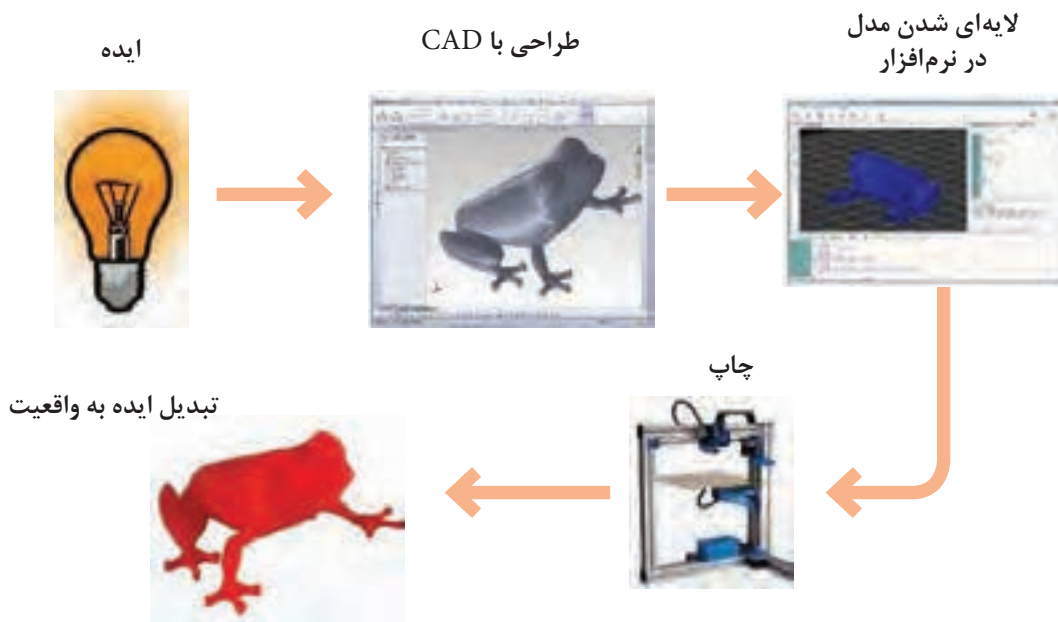 ایده
طراحی با CAD
لایه‌ای شدن مدل
در نرم‌افزار
چاپ
تبدیل ایده به واقعیت